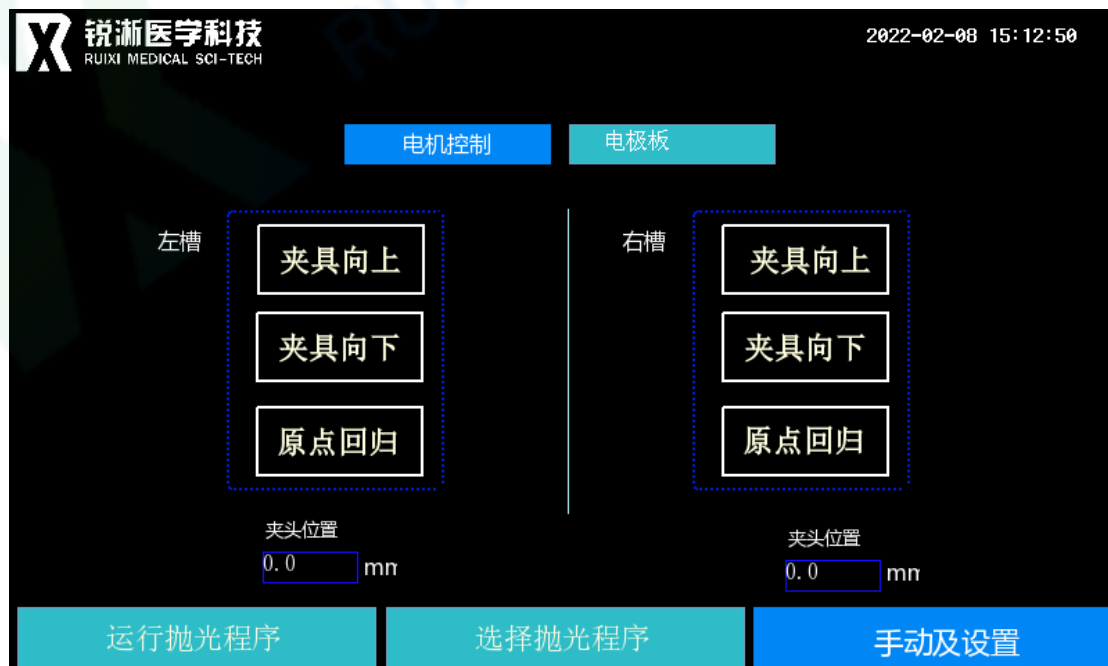 锐淅医学科技
RUIXI MEDICAL SCI-TECH
2022-02-08 15:12:50
电机控制 电极板
左槽 右槽
夹具向上 夹具向上
夹具向下 夹具向下
原点回归 原点回归
夹头位置 夹头位置
0.0 mm 0.0 mm
运行抛光程序 选择抛光程序 手动及设置